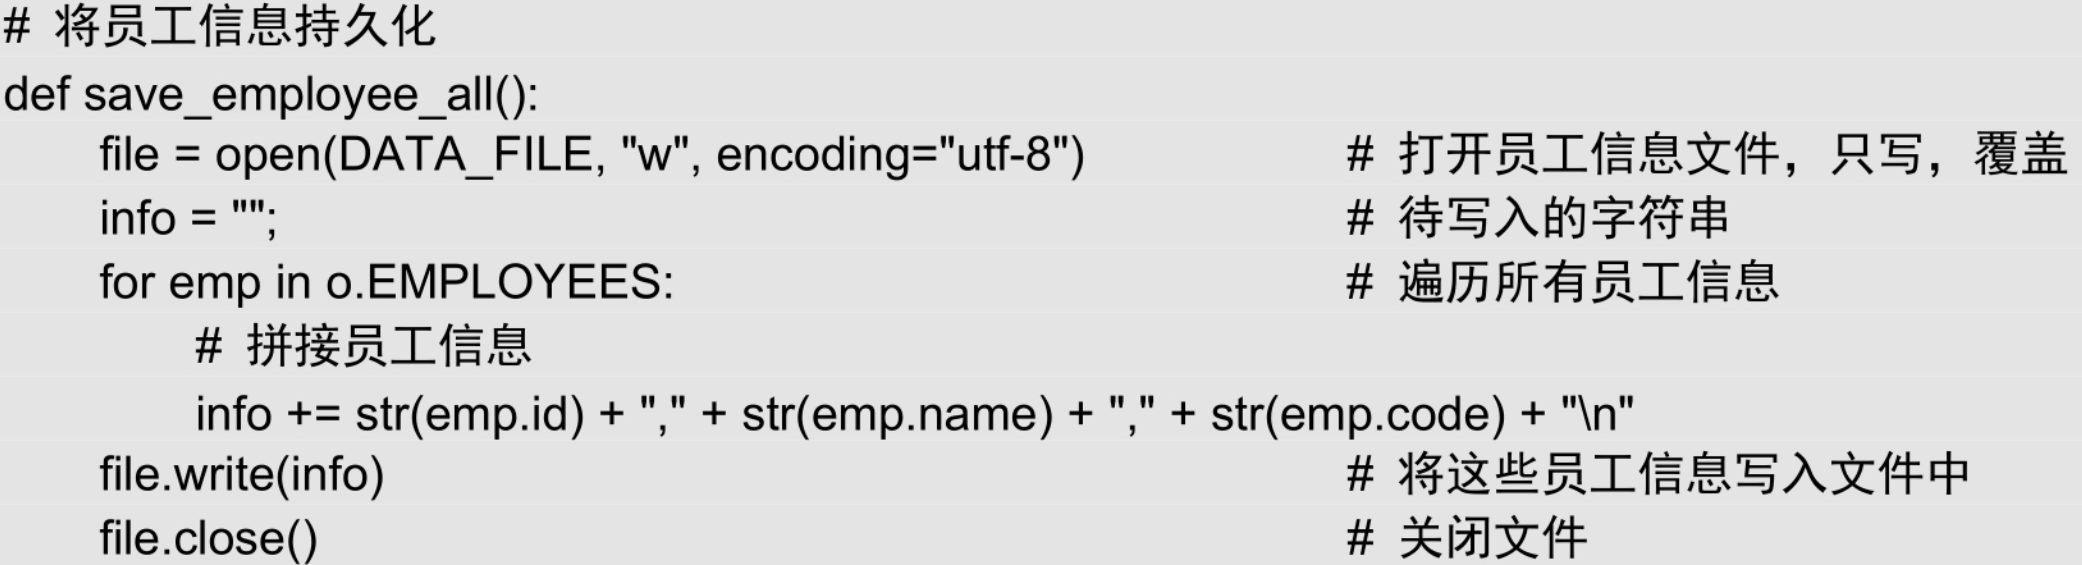 # 将员工信息持久化
def save_employee_all():
    file = open(DATA_FILE, "w", encoding="utf-8")    # 打开员工信息文件，只写，覆盖
    info = "";    # 待写入的字符串
    for emp in o.EMPLOYEES:    # 遍历所有员工信息
        # 拼接员工信息
        info += str(emp.id) + "," + str(emp.name) + "," + str(emp.code) + "\n"
    file.write(info)    # 将这些员工信息写入文件中
    file.close()    # 关闭文件